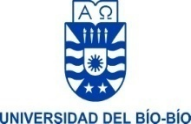 A Ω
UNIVERSIDAD DEL BÍO-BÍO